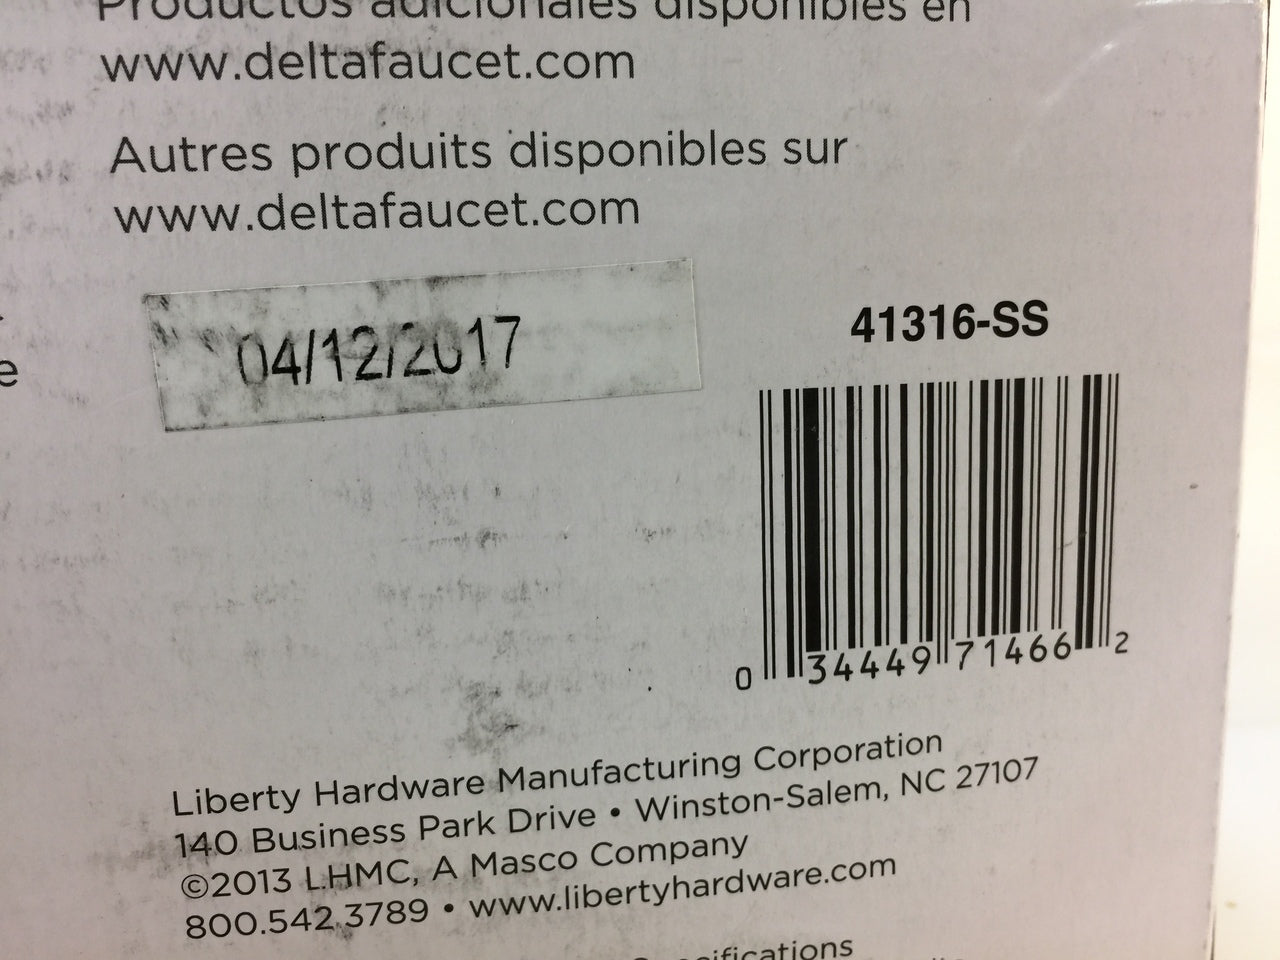 Productos adicionales disponibles en
www.deltafaucet.com
Autres produits disponibles sur
www.deltafaucet.com
e
04/12/2017
41316-SS
0 34449 71466 2
Liberty Hardware Manufacturing Corporation
140 Business Park Drive • Winston-Salem, NC 27107
©2013 LHMC, A Masco Company
800.542.3789 • www.libertyhardware.com